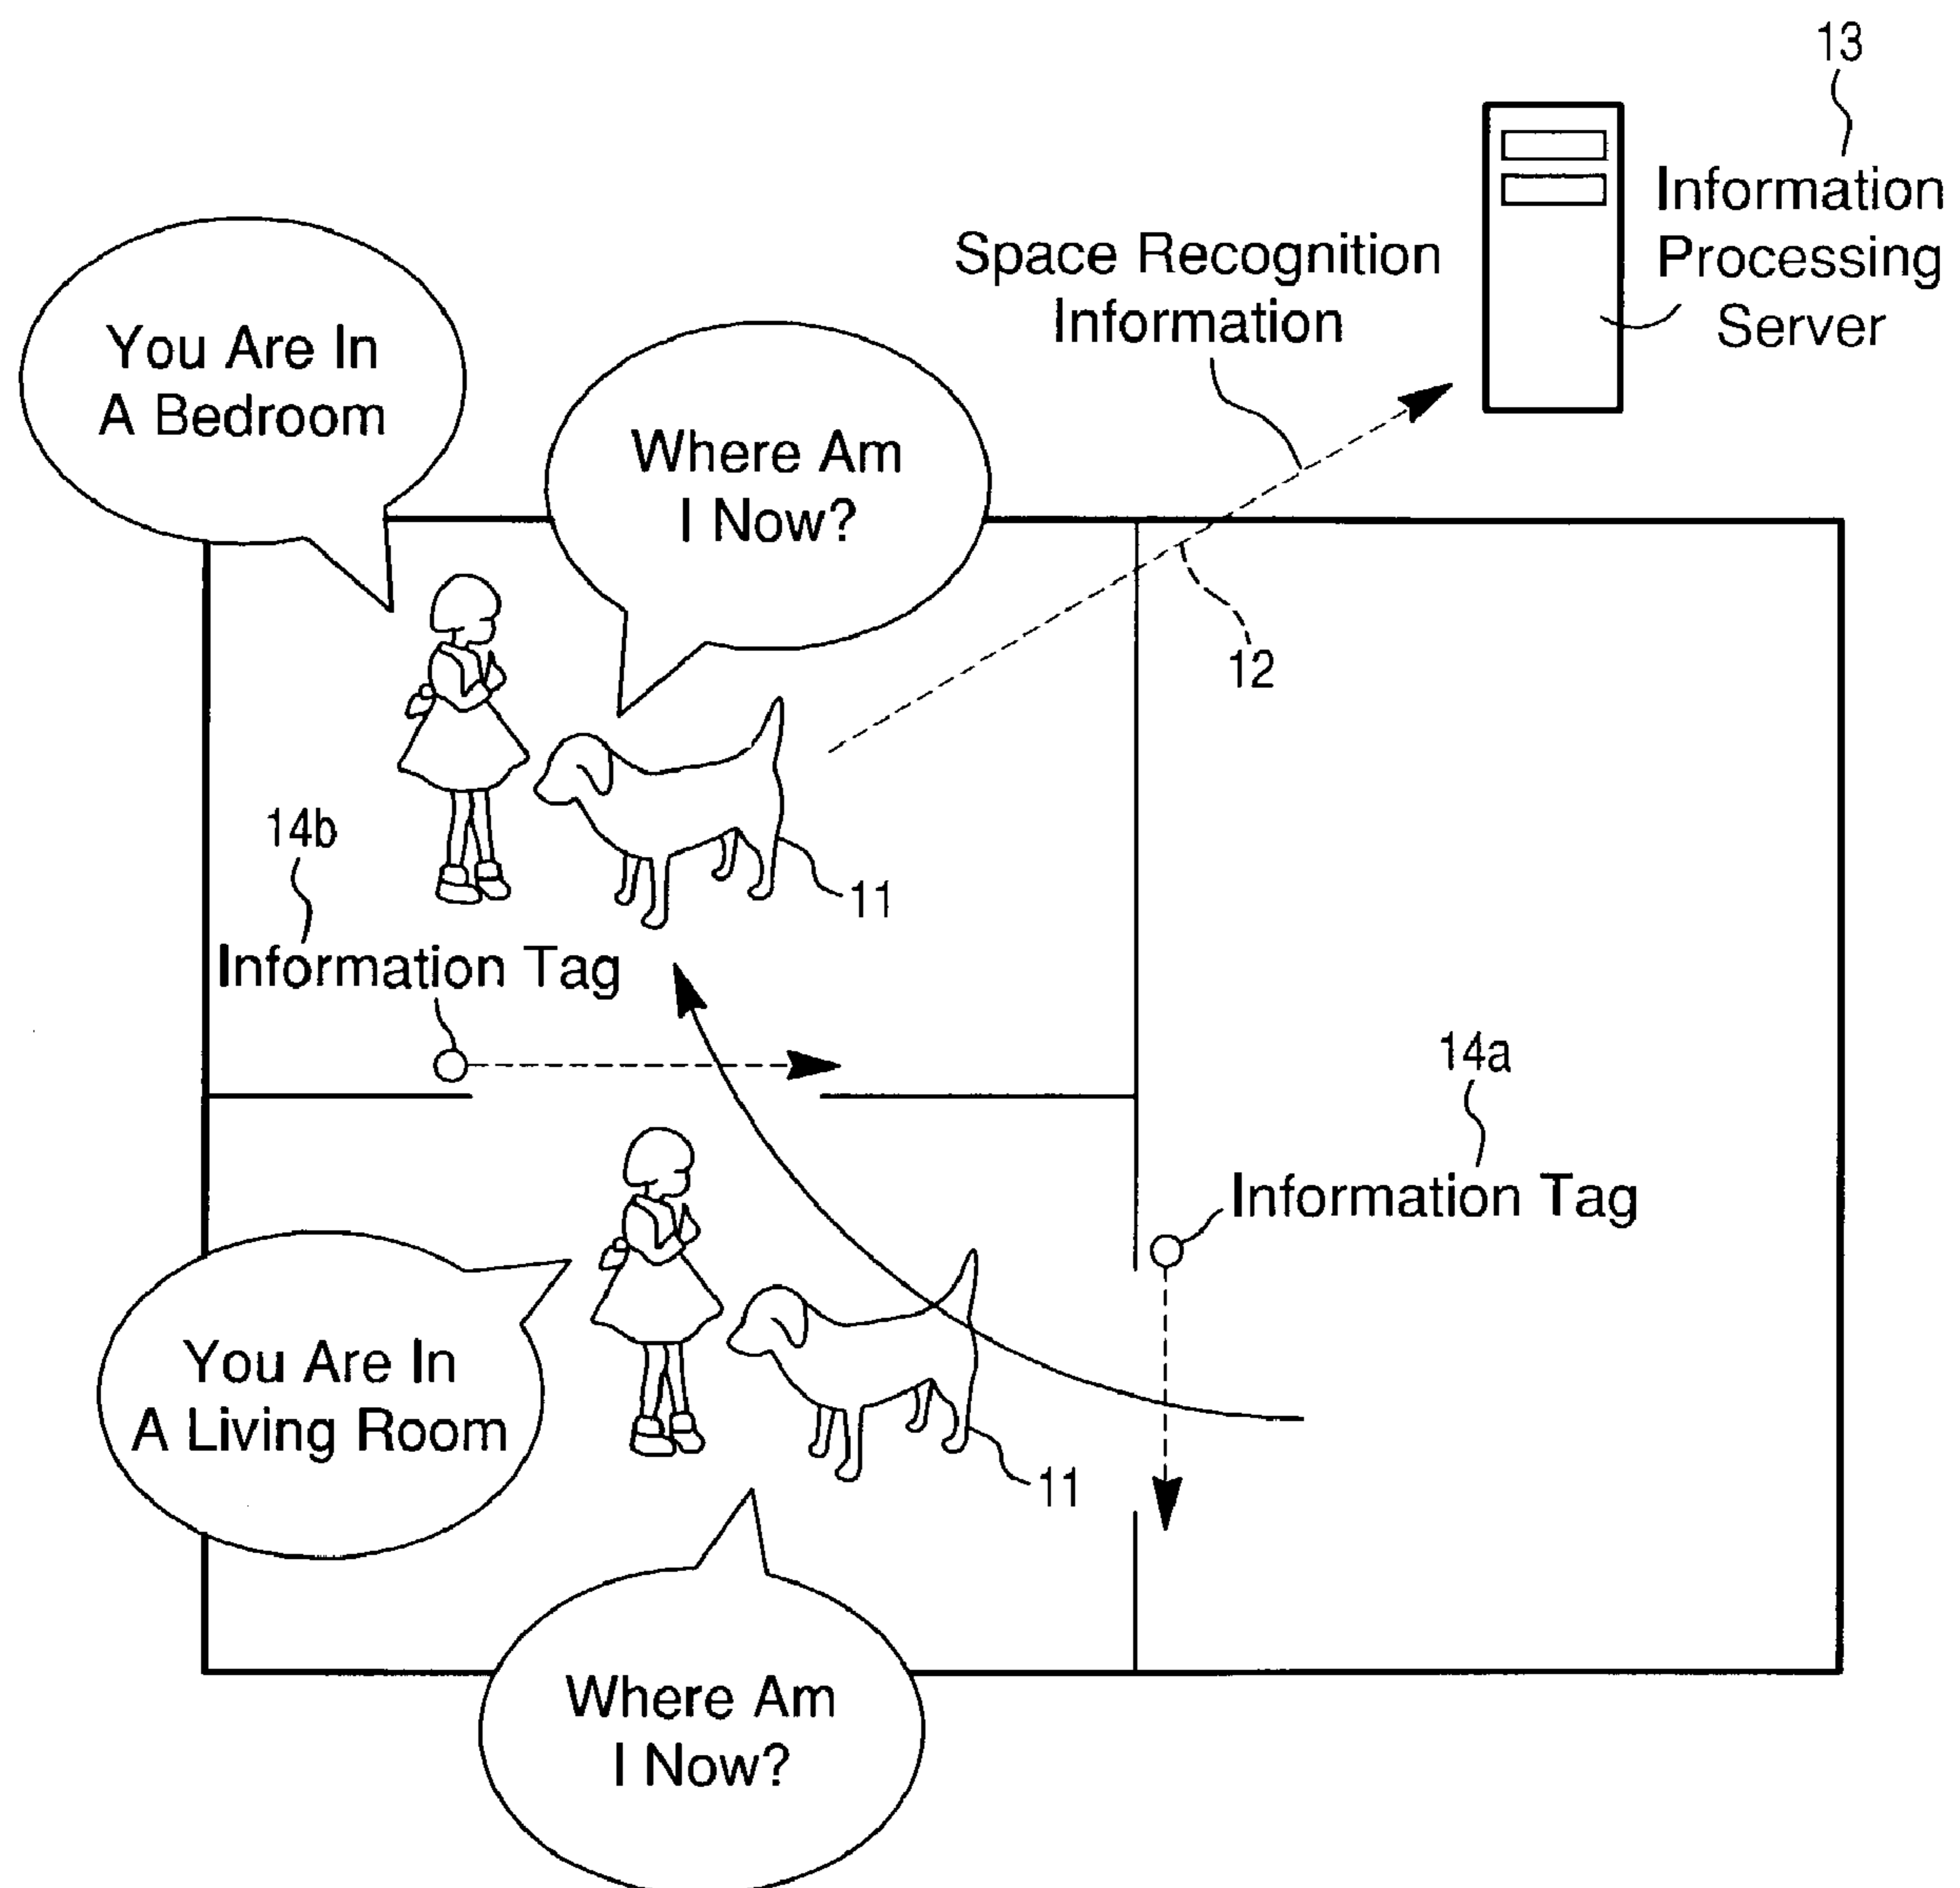 13
Information
Processing
Server
Space Recognition
Information
You Are In
A Bedroom
Where Am
I Now?
12
14b
11
Information Tag
14a
Information Tag
You Are In
A Living Room
11
Where Am
I Now?